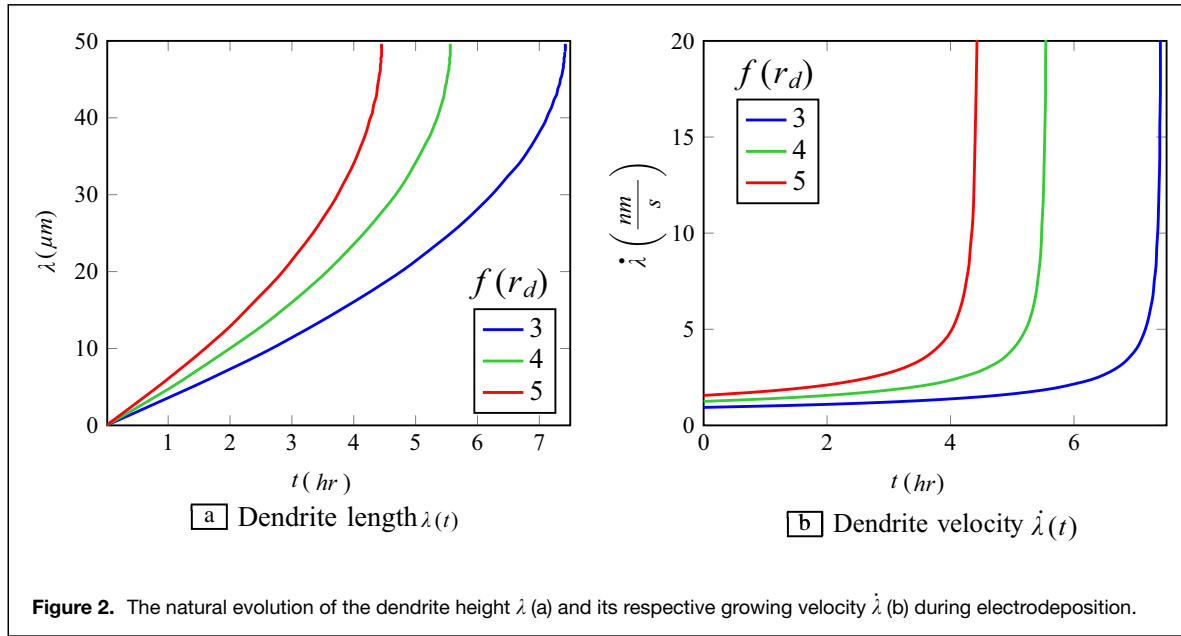 50
40
30
20
10
0
λ(μm)
f(r_d)
3
4
5
1 2 3 4 5 6 7
t(hr)
a Dendrite length λ(t)
20
15
10
5
0
λ̇ (nm/s)
f(r_d)
3
4
5
0 2 4 6
t(hr)
b Dendrite velocity λ̇(t)
Figure 2. The natural evolution of the dendrite height λ (a) and its respective growing velocity λ̇ (b) during electrodeposition.